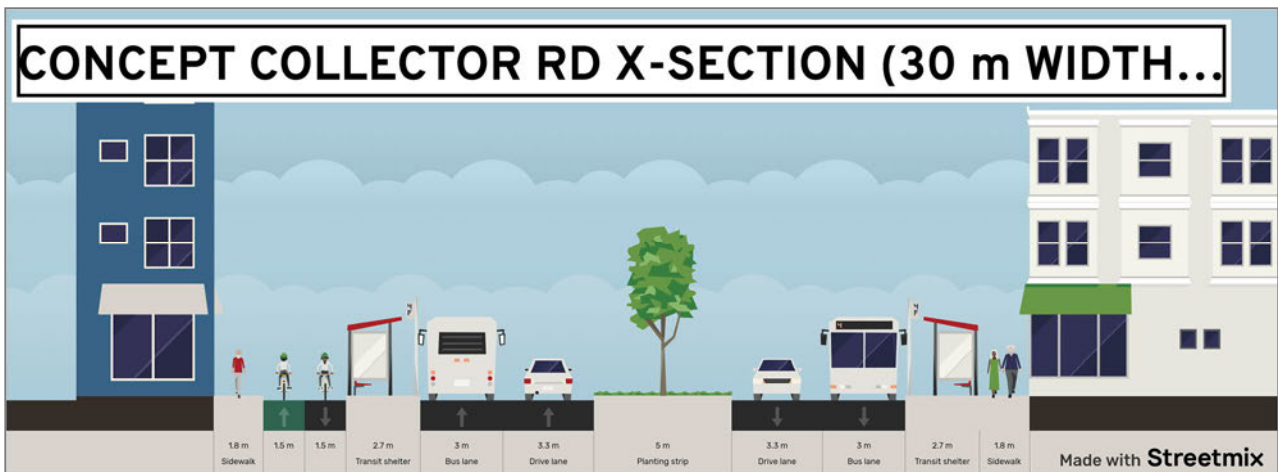 CONCEPT COLLECTOR RD X-SECTION (30 m WIDTH...
1.8 m
Sidewalk
1.5 m
1.5 m
2.7 m
Transit shelter
3 m
Bus lane
3.3 m
Drive lane
5 m
Planting strip
3.3 m
Drive lane
3 m
Bus lane
2.7 m
Transit shelter
1.8 m
Sidewalk
Made with Streetmix